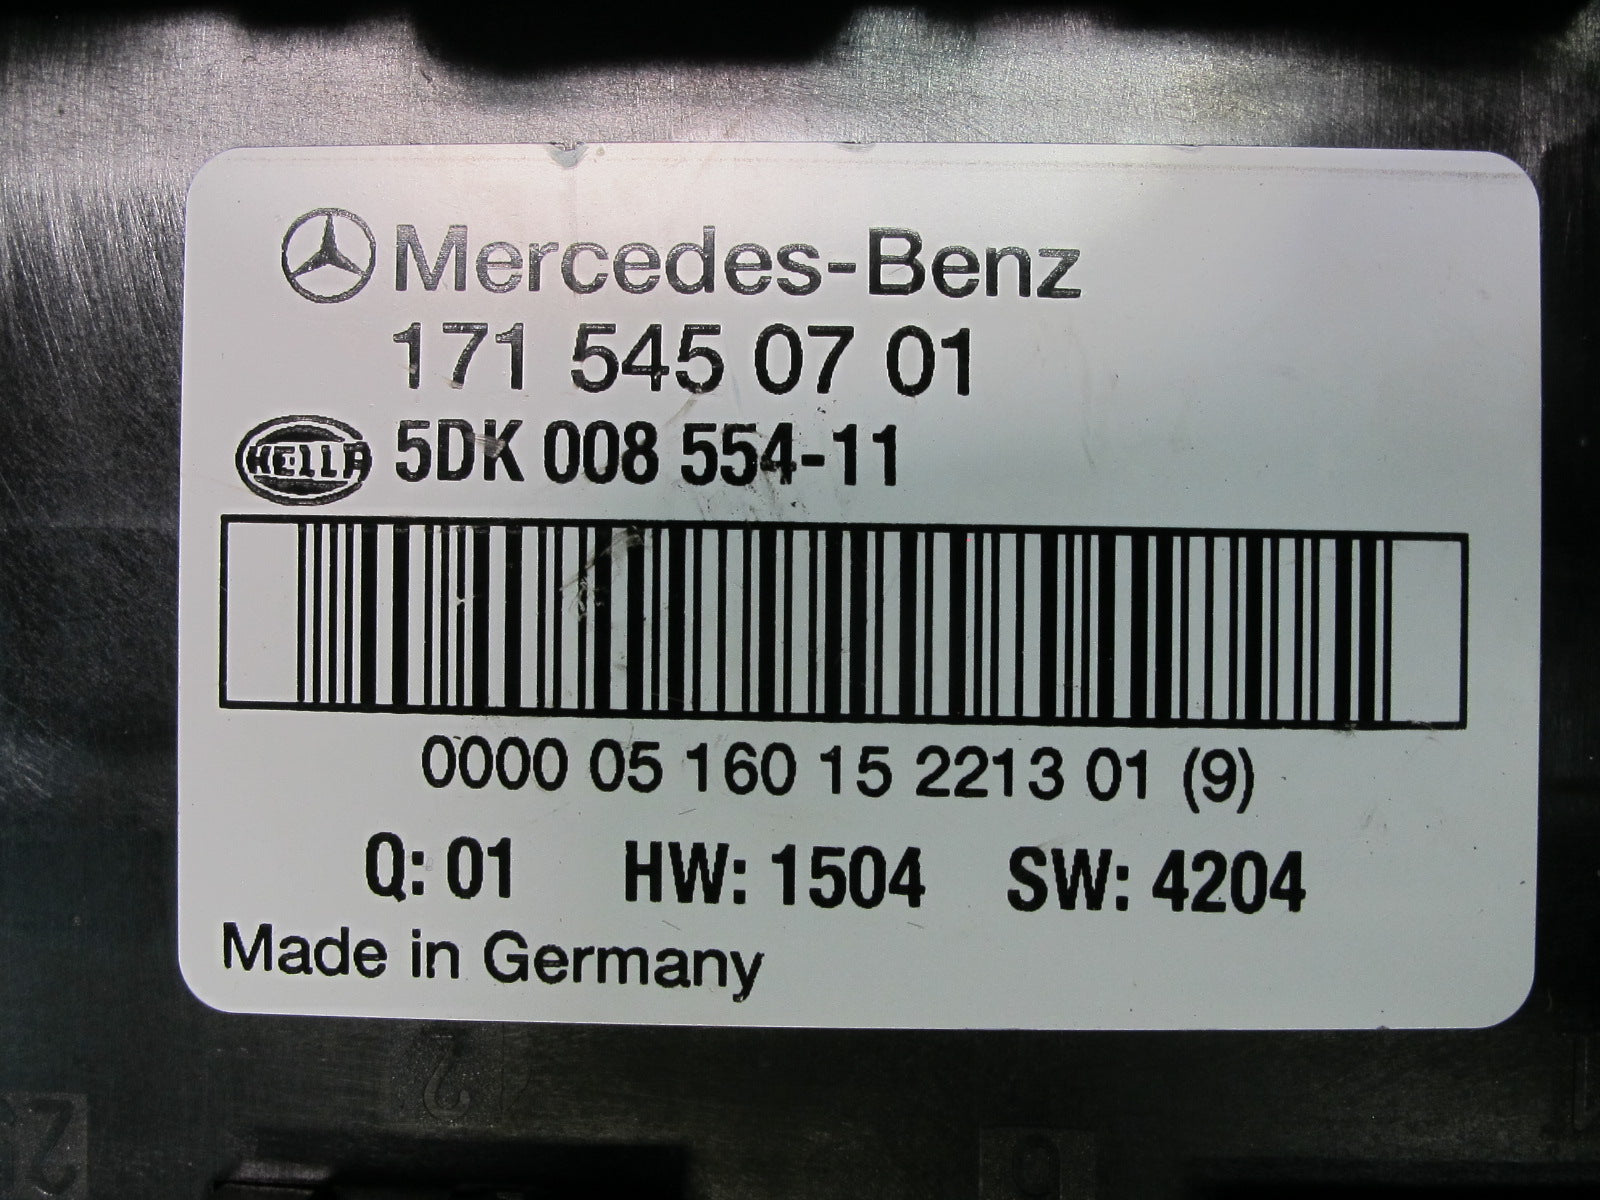 Mercedes-Benz
171 545 07 01
HELLA 5DK 008 554-11
0000 05 160 15 2213 01 (9)
Q: 01 HW: 1504 SW: 4204
Made in Germany